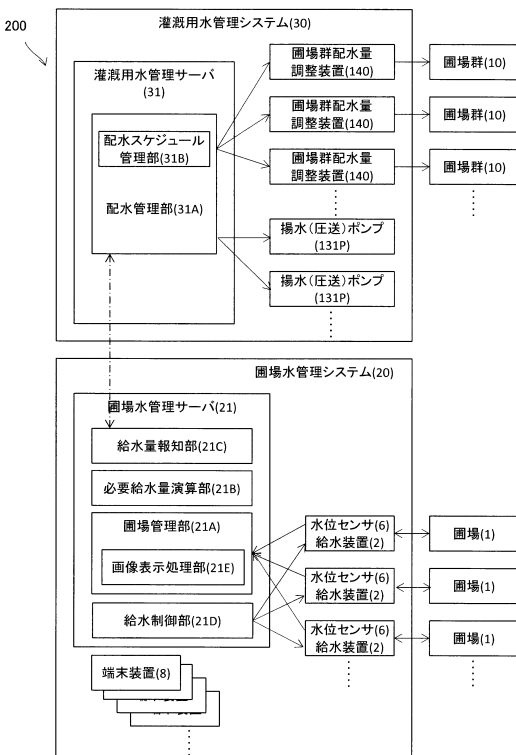 200
灌漑用水管理システム(30)
灌漑用水管理サーバ
(31)
配水スケジュール
管理部(31B)
配水管理部(31A)
圃場群配水量
調整装置(140)
圃場群(10)
圃場群配水量
調整装置(140)
圃場群(10)
圃場群配水量
調整装置(140)
圃場群(10)
揚水(圧送)ポンプ
(131P)
揚水(圧送)ポンプ
(131P)
圃場水管理システム(20)
圃場水管理サーバ(21)
給水量報知部(21C)
必要給水量演算部(21B)
圃場管理部(21A)
画像表示処理部(21E)
給水制御部(21D)
水位センサ(6)
給水装置(2)
圃場(1)
水位センサ(6)
給水装置(2)
圃場(1)
水位センサ(6)
給水装置(2)
圃場(1)
端末装置(8)